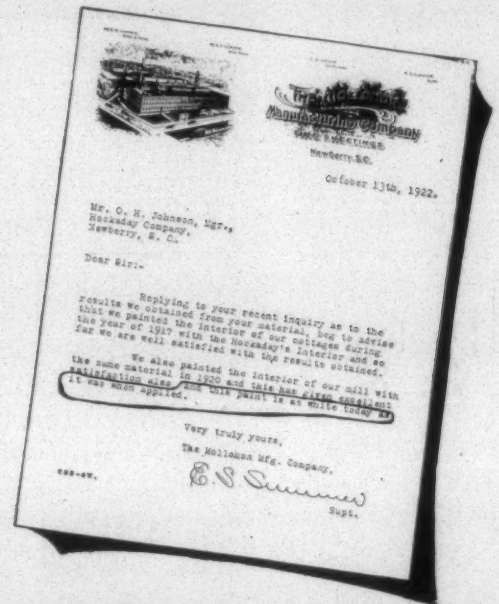 Manufacturing Company
Newberry, S.C.
October 13th, 1922.
Mr. O. H. Johnson, Mgr.,
Hockaday Company,
Newberry, S. C.
Dear Sir:-
Replying to your recent inquiry as to the
results we obtained from your material, beg to advise
that we painted the interior of our cottages during
the year of 1917 with the Hockaday's Interior and so
far we are well satisfied with the results obtained.
We also painted the interior of our mill with
the same material in 1920 and this has given excellent
satisfaction also and this paint is as white today as
it was when applied.
Very truly yours,
The Mollohon Mfg. Company,
E S Summer
Supt.
ess-ow.